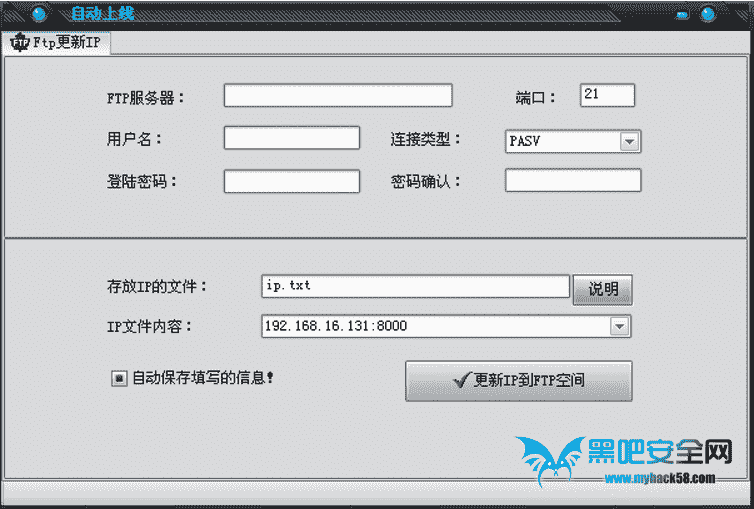 自动上线
FTP Ftp更新IP
FTP服务器： 端口： 21
用户名： 连接类型： PASV
登陆密码： 密码确认：
存放IP的文件： ip.txt 说明
IP文件内容： 192.168.16.131:8000
自动保存填写的信息! 更新IP到FTP空间
黑吧安全网
www.myhack58.com